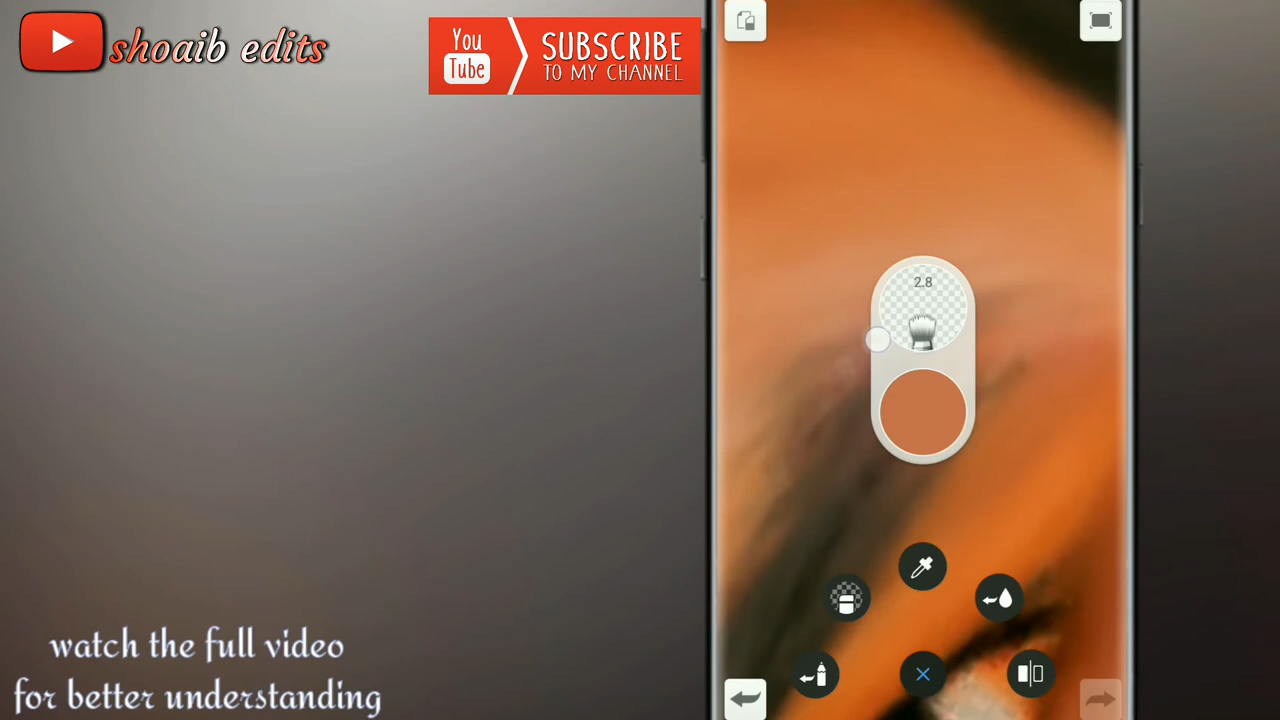 shoaib edits
You
Tube
SUBSCRIBE
TO MY CHANNEL
2.8
watch the full video
for better understanding